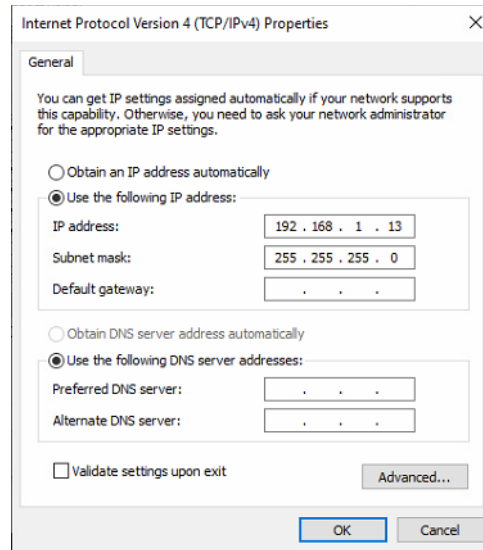 Internet Protocol Version 4 (TCP/IPv4) Properties
General
You can get IP settings assigned automatically if your network supports
this capability. Otherwise, you need to ask your network administrator
for the appropriate IP settings.
Obtain an IP address automatically
Use the following IP address:
IP address: 192 . 168 . 1 . 13
Subnet mask: 255 . 255 . 255 . 0
Default gateway: . . .
Obtain DNS server address automatically
Use the following DNS server addresses:
Preferred DNS server: . . .
Alternate DNS server: . . .
Validate settings upon exit
Advanced...
OK Cancel